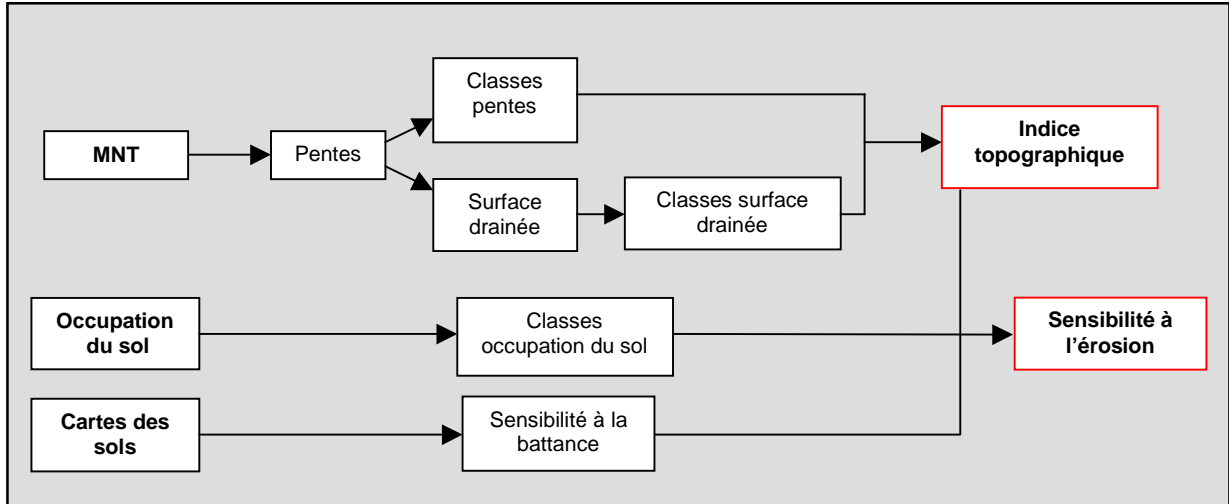 Classes
pentes
MNT
Pentes
Indice
topographique
Surface
drainée
Classes surface
drainée
Occupation
du sol
Classes
occupation du sol
Sensibilité à
l’érosion
Cartes des
sols
Sensibilité à la
battance